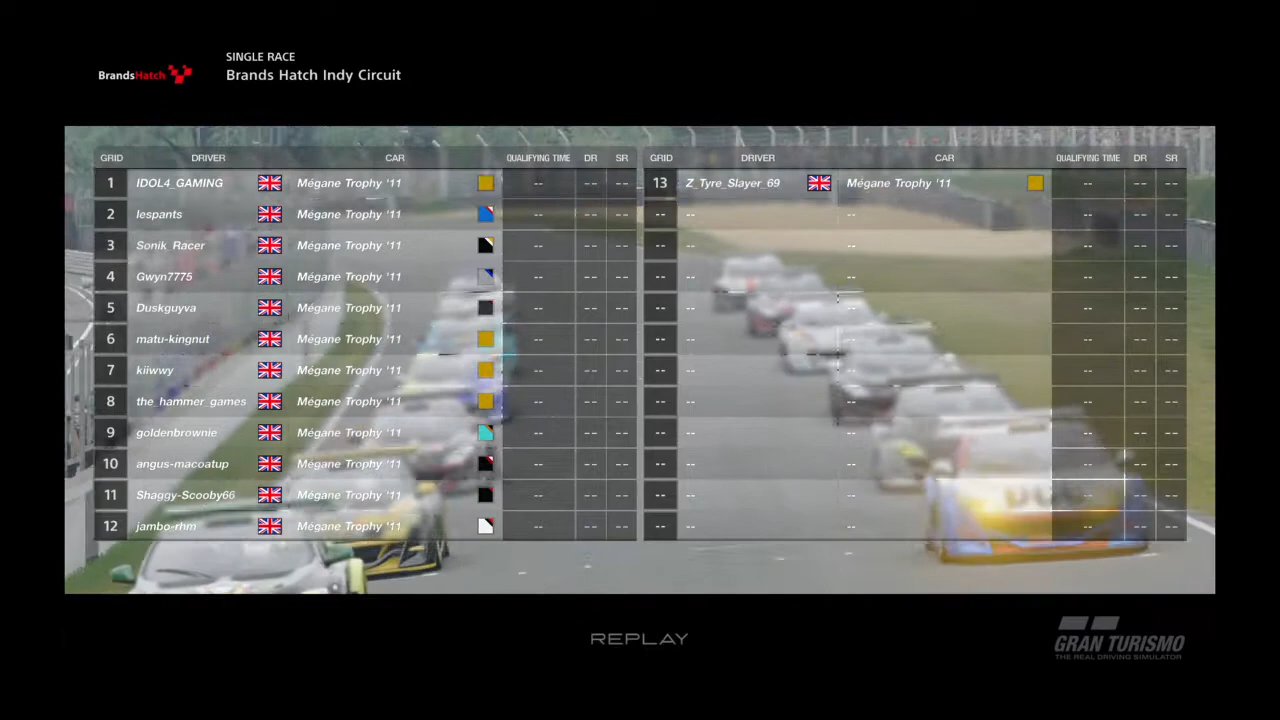 BrandsHatch
SINGLE RACE
Brands Hatch Indy Circuit
GRID DRIVER CAR QUALIFYING TIME DR SR
1 IDOL4_GAMING Mégane Trophy '11 -- -- --
2 lespants Mégane Trophy '11 -- -- --
3 Sonik_Racer Mégane Trophy '11 -- -- --
4 Gwyn7775 Mégane Trophy '11 -- -- --
5 Duskguyva Mégane Trophy '11 -- -- --
6 matu-kingnut Mégane Trophy '11 -- -- --
7 kiiwwy Mégane Trophy '11 -- -- --
8 the_hammer_games Mégane Trophy '11 -- -- --
9 goldenbrownie Mégane Trophy '11 -- -- --
10 angus-macoatup Mégane Trophy '11 -- -- --
11 Shaggy-Scooby66 Mégane Trophy '11 -- -- --
12 jambo-rhm Mégane Trophy '11 -- -- --
GRID DRIVER CAR QUALIFYING TIME DR SR
13 Z_Tyre_Slayer_69 Mégane Trophy '11 -- -- --
-- -- -- -- -- --
-- -- -- -- -- --
-- -- -- -- -- --
-- -- -- -- -- --
-- -- -- -- -- --
-- -- -- -- -- --
-- -- -- -- -- --
-- -- -- -- -- --
-- -- -- -- -- --
-- -- -- -- -- --
-- -- -- -- -- --
REPLAY
GRAN TURISMO
THE REAL DRIVING SIMULATOR